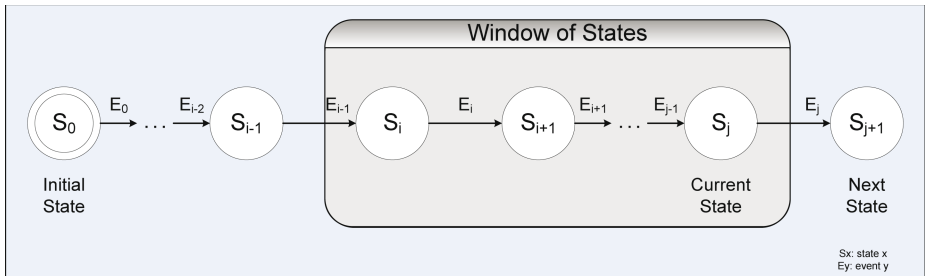 Window of States
E0
Ei-2
Ei-1
Ei
Ei+1
Ej-1
Ej
S0
. . .
Si-1
Si
Si+1
. . .
Sj
Sj+1
Initial
State
Current
State
Next
State
Sx: state x
Ey: event y